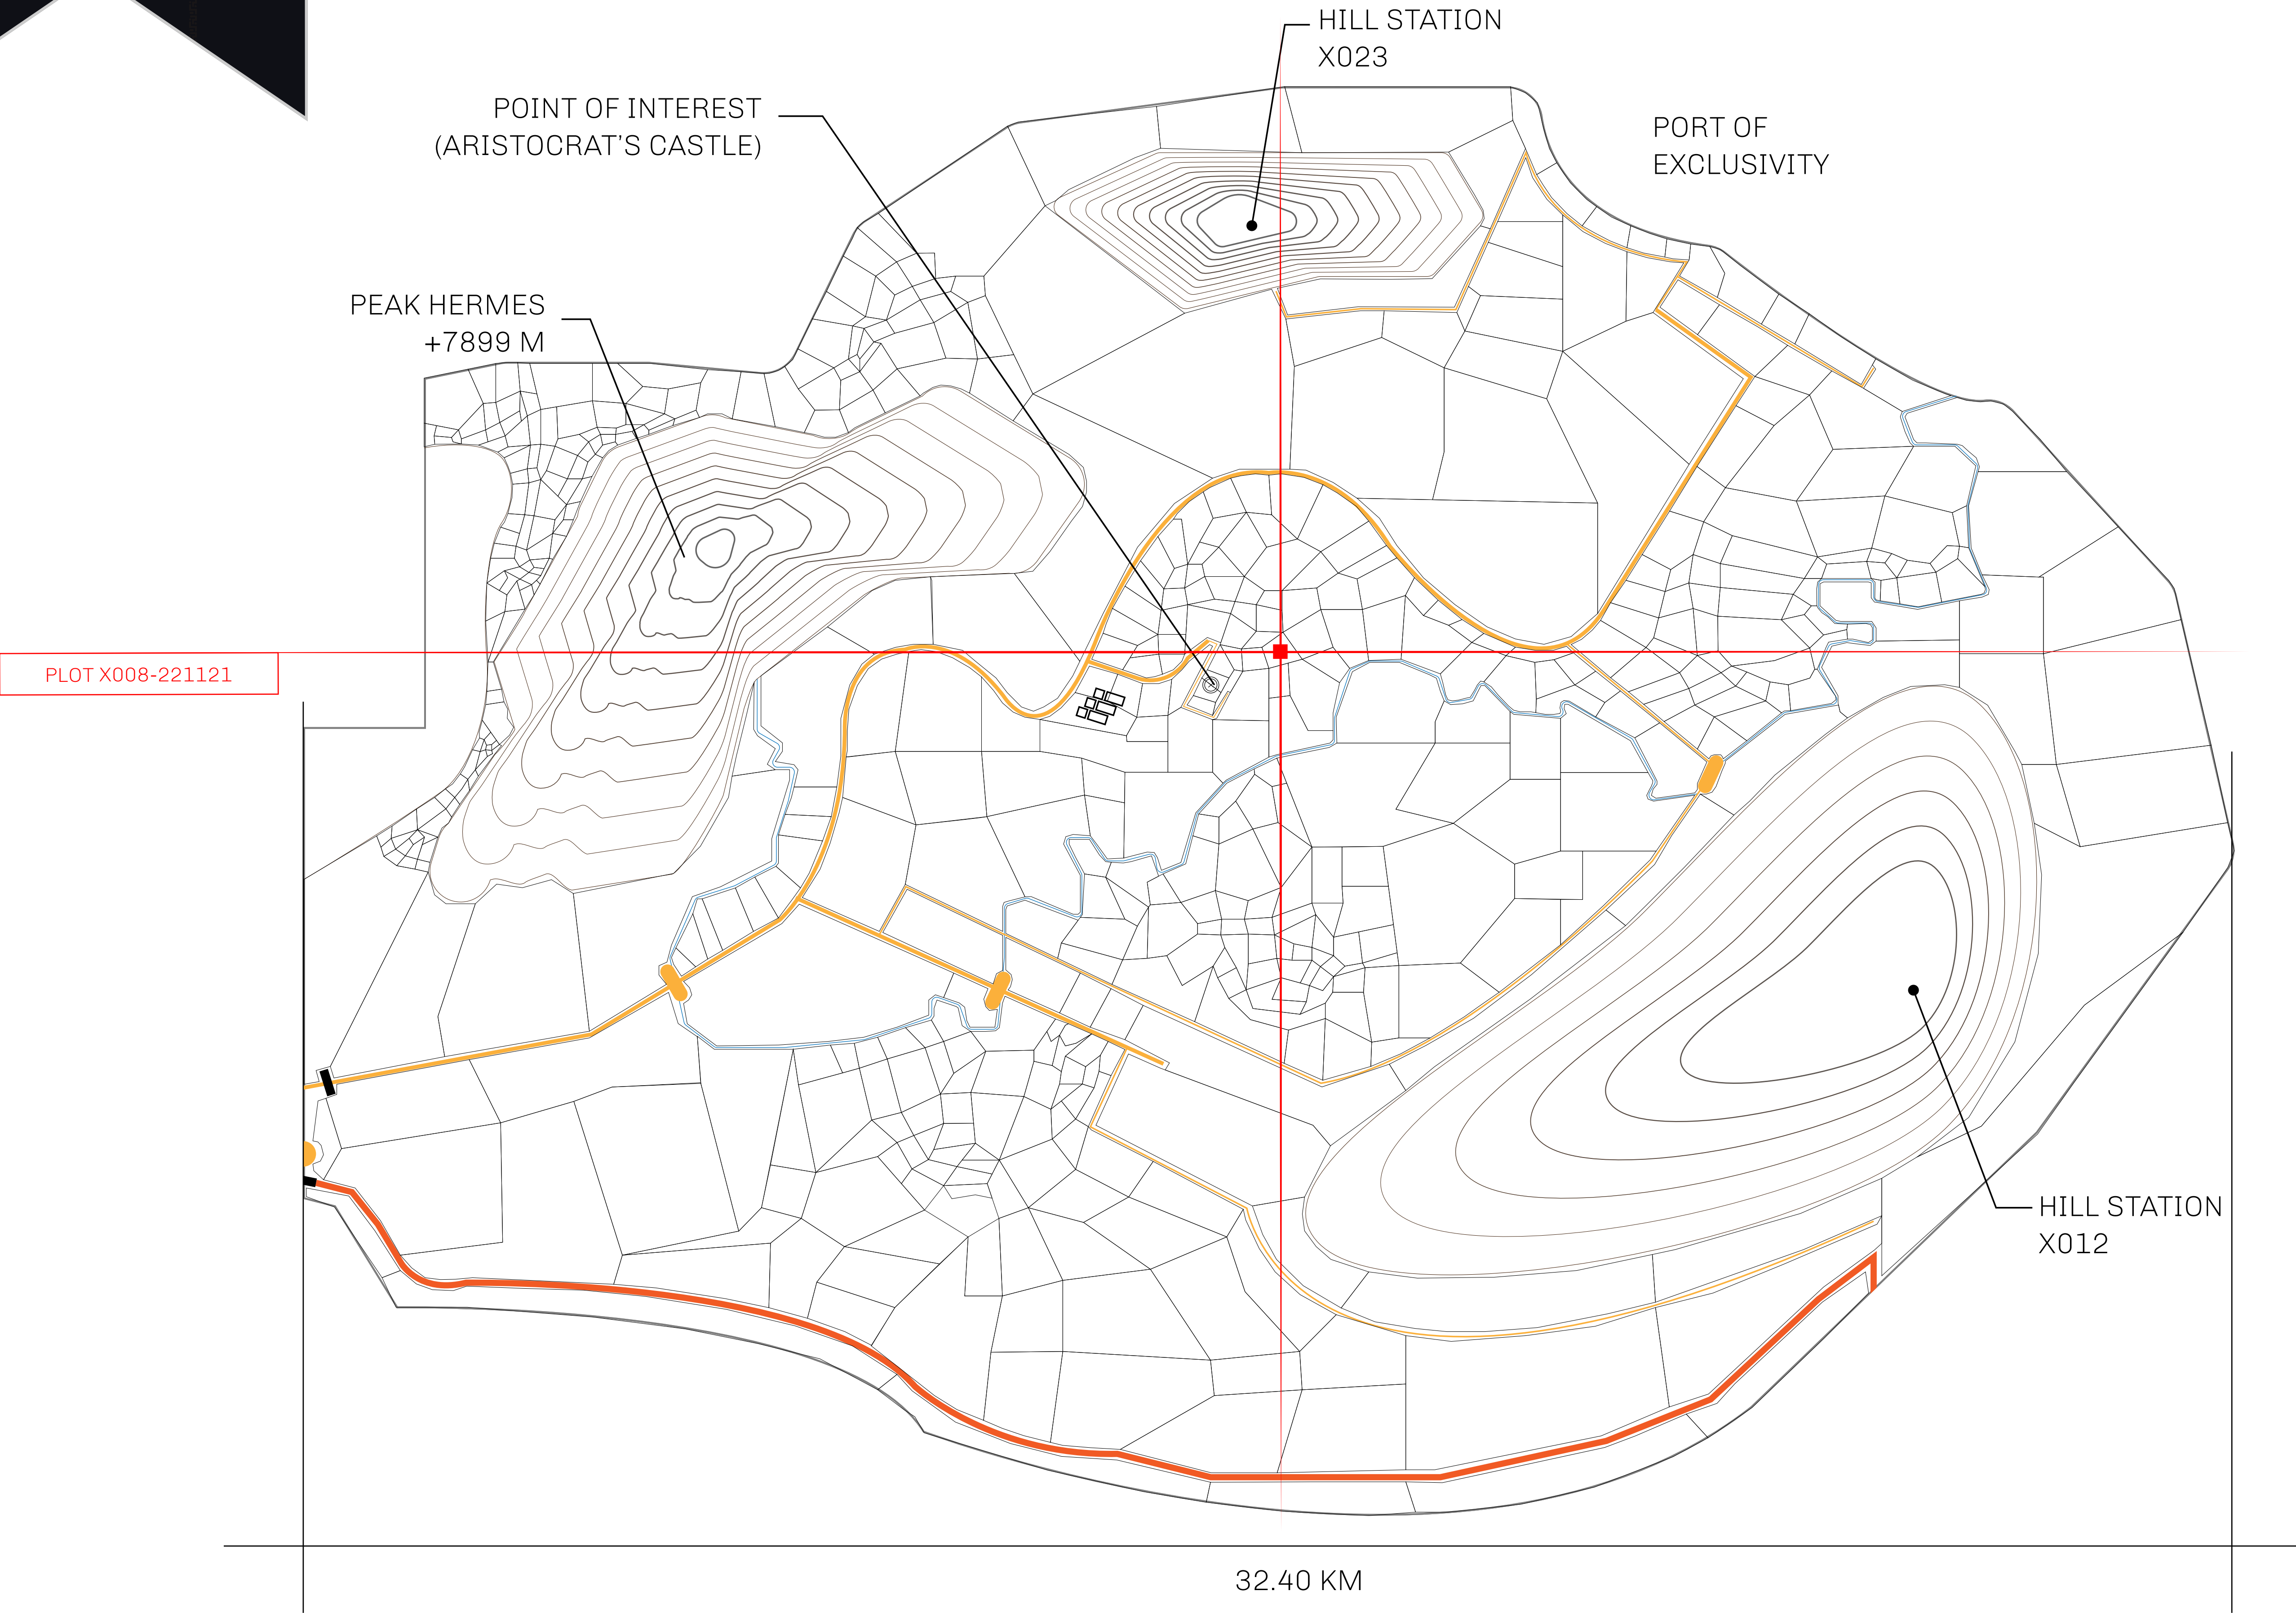 HILL STATION
X023
POINT OF INTEREST
(ARISTOCRAT'S CASTLE)
PORT OF
EXCLUSIVITY
PEAK HERMES
+7899 M
PLOT X008-221121
HILL STATION
X012
32.40 KM